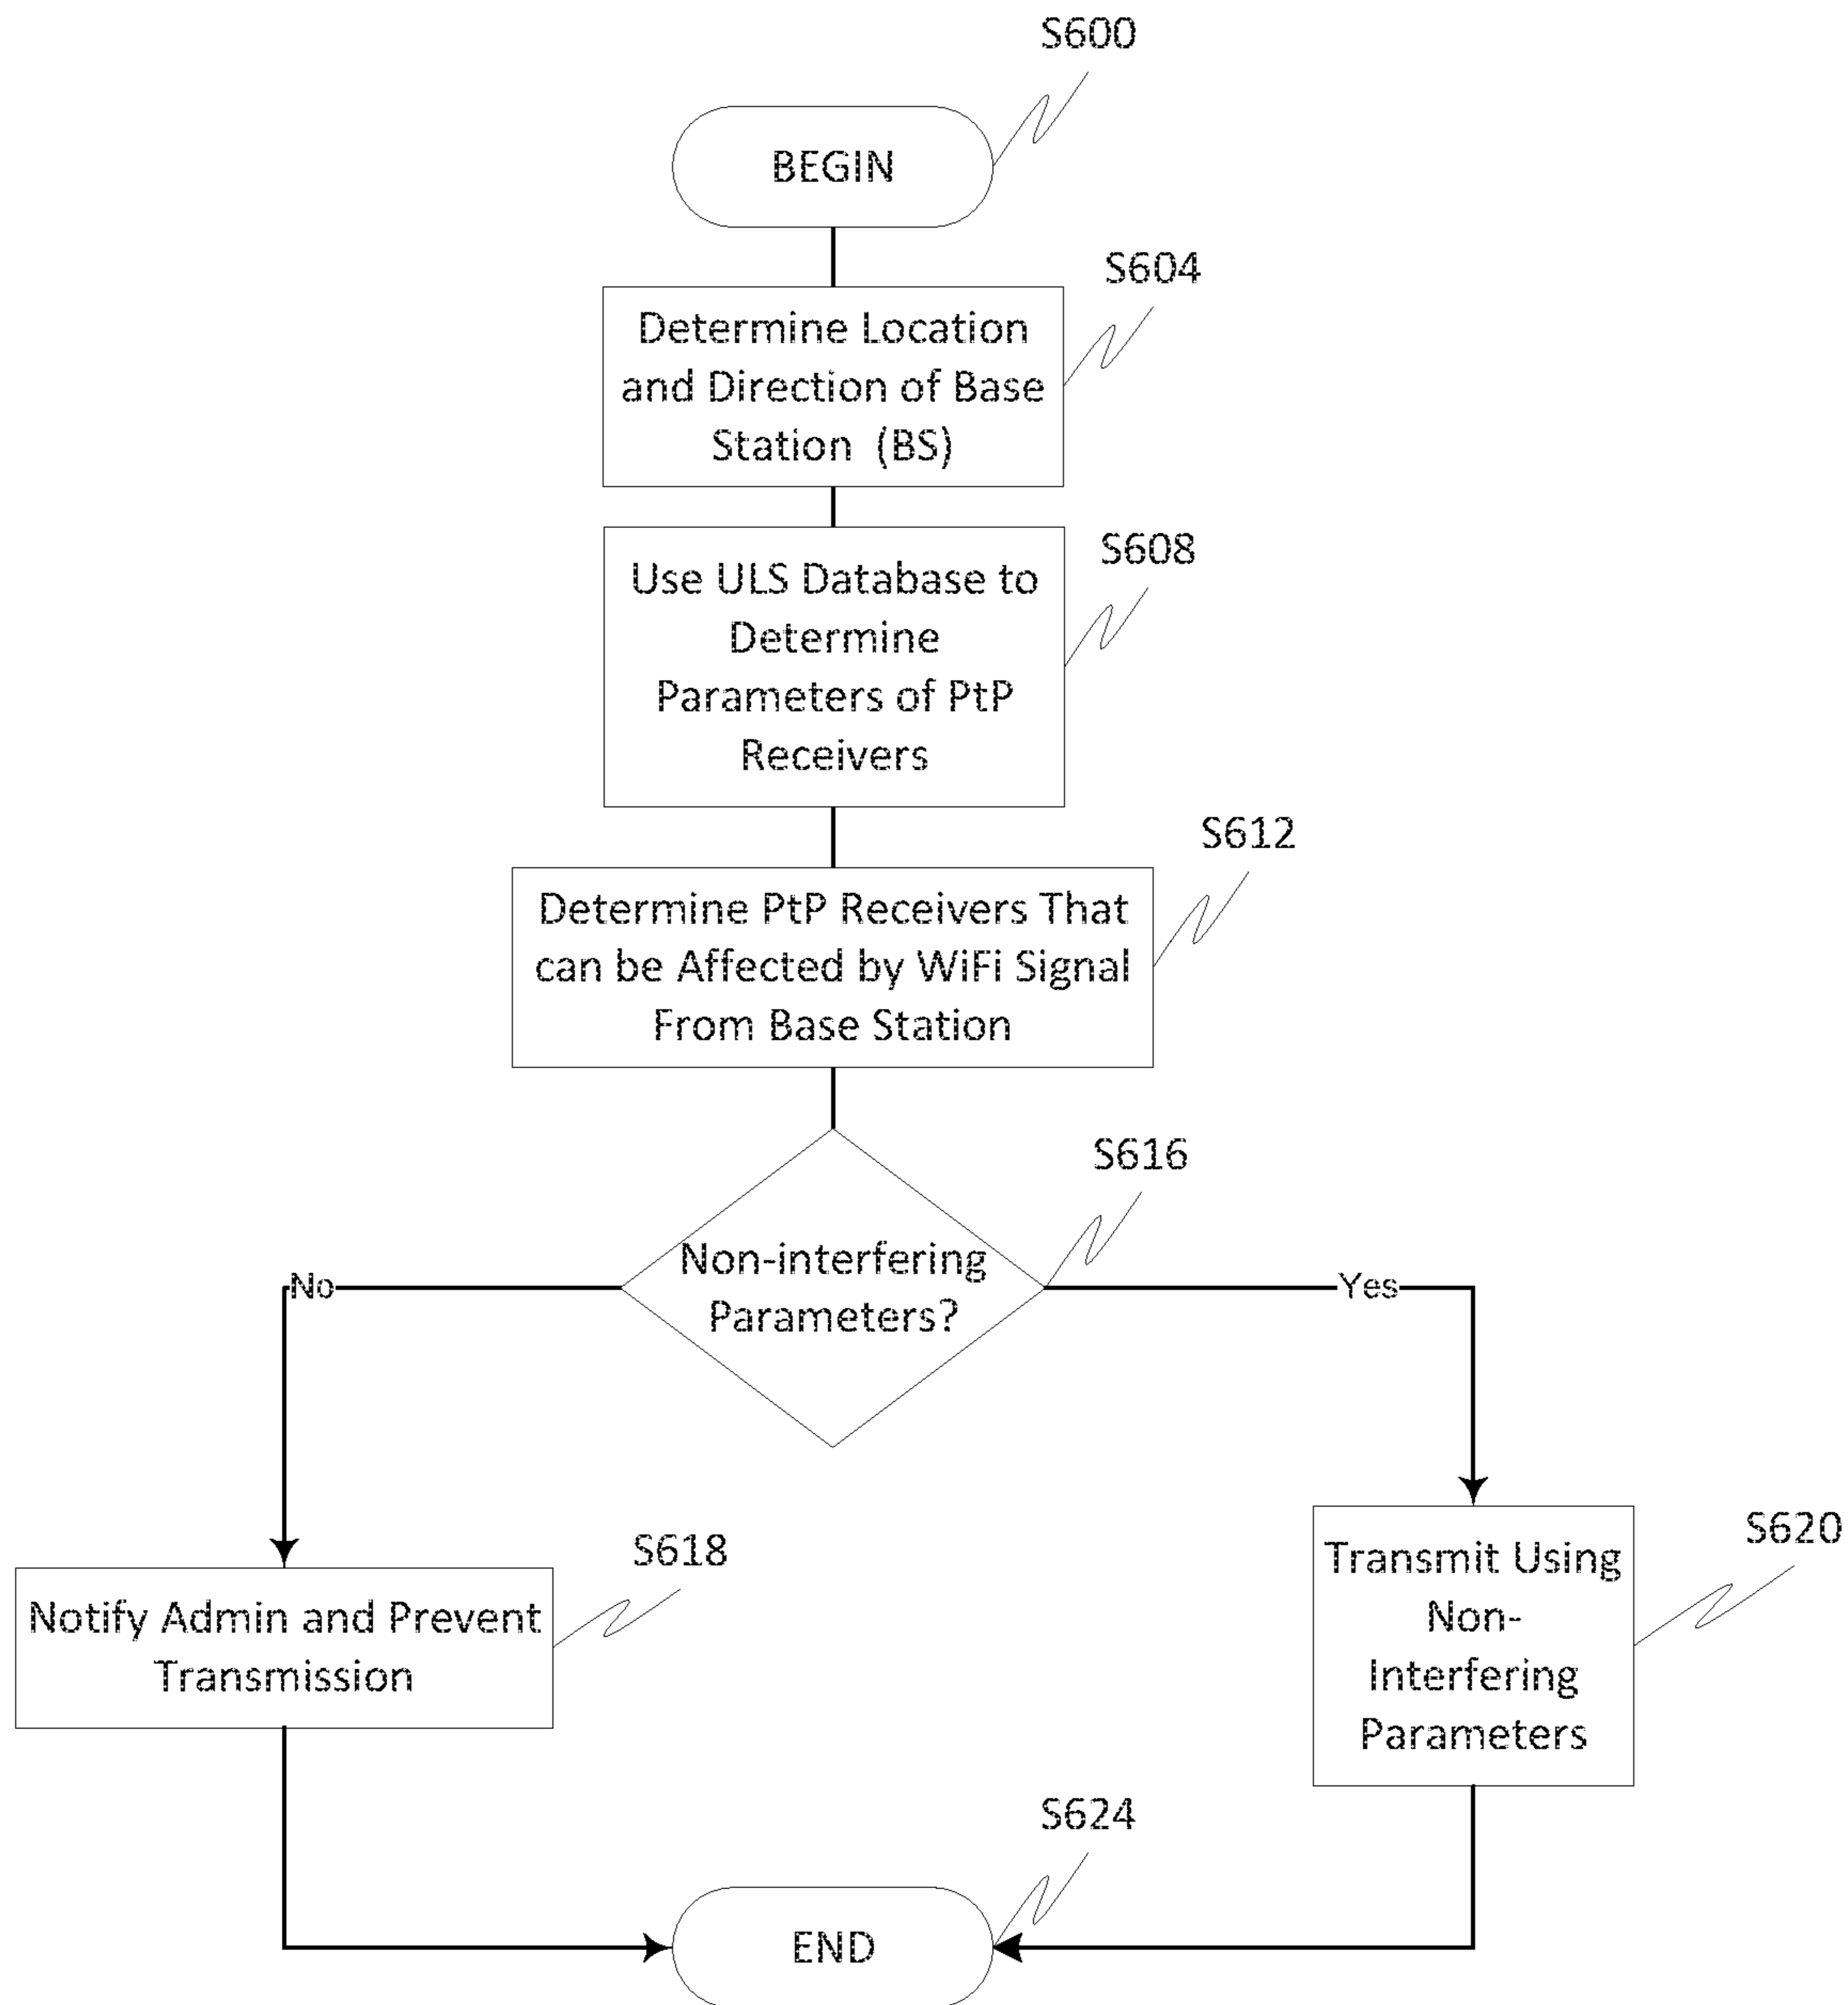 S600
BEGIN
S604
Determine Location
and Direction of Base
Station (BS)
S608
Use ULS Database to
Determine
Parameters of PtP
Receivers
S612
Determine PtP Receivers That
can be Affected by WiFi Signal
From Base Station
S616
Non-interfering
Parameters?
No
Yes
S618
Notify Admin and Prevent
Transmission
S620
Transmit Using
Non-
Interfering
Parameters
S624
END